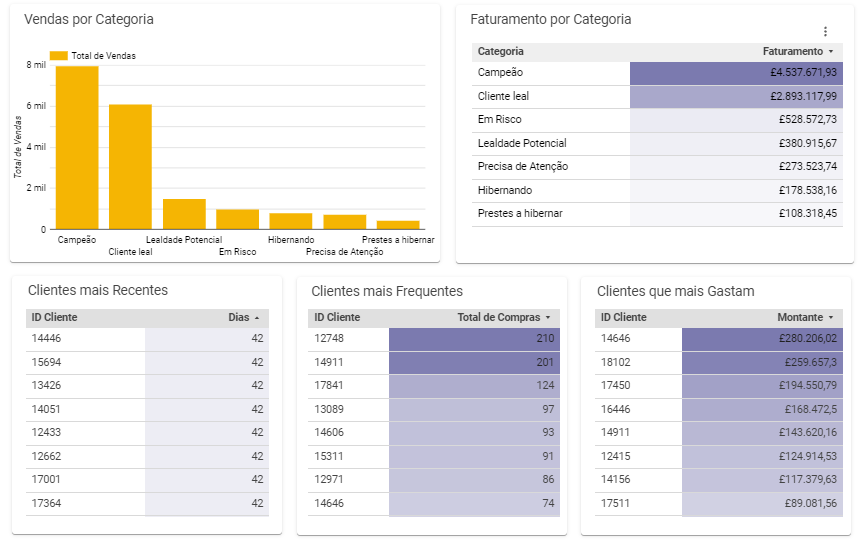 Vendas por Categoria
Total de Vendas
8 mil
6 mil
4 mil
2 mil
0
Total de Vendas
Campeão
Cliente leal
Lealdade Potencial
Em Risco
Hibernando
Precisa de Atenção
Prestes a hibernar
Faturamento por Categoria
Categoria Faturamento
Campeão £4.537.671,93
Cliente leal £2.893.117,99
Em Risco £528.572,73
Lealdade Potencial £380.915,67
Precisa de Atenção £273.523,74
Hibernando £178.538,16
Prestes a hibernar £108.318,45
Clientes mais Recentes
ID Cliente Dias
14446 42
15694 42
13426 42
14051 42
12433 42
12662 42
17001 42
17364 42
Clientes mais Frequentes
ID Cliente Total de Compras
12748 210
14911 201
17841 124
13089 97
14606 93
15311 91
12971 86
14646 74
Clientes que mais Gastam
ID Cliente Montante
14646 £280.206,02
18102 £259.657,3
17450 £194.550,79
16446 £168.472,5
14911 £143.620,16
12415 £124.914,53
14156 £117.379,63
17511 £89.081,56